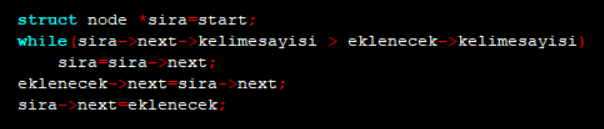 struct node *sira=start;
while(sira->next->kelimesayisi > eklenecek->kelimesayisi)
    sira=sira->next;
eklenecek->next=sira->next;
sira->next=eklenecek;